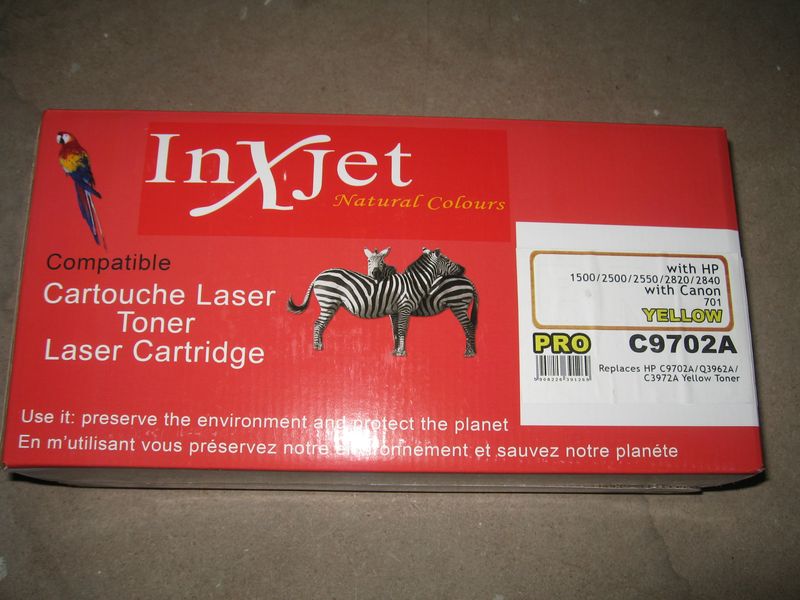 InXjet
Natural Colours
Compatible
Cartouche Laser
Toner
Laser Cartridge
with HP
1500/2500/2550/2820/2840
with Canon
701
YELLOW
PRO C9702A
Replaces HP C9702A/Q3962A/
C3972A Yellow Toner
Use it: preserve the environment and protect the planet
En m'utilisant vous préservez notre environnement et sauvez notre planéte